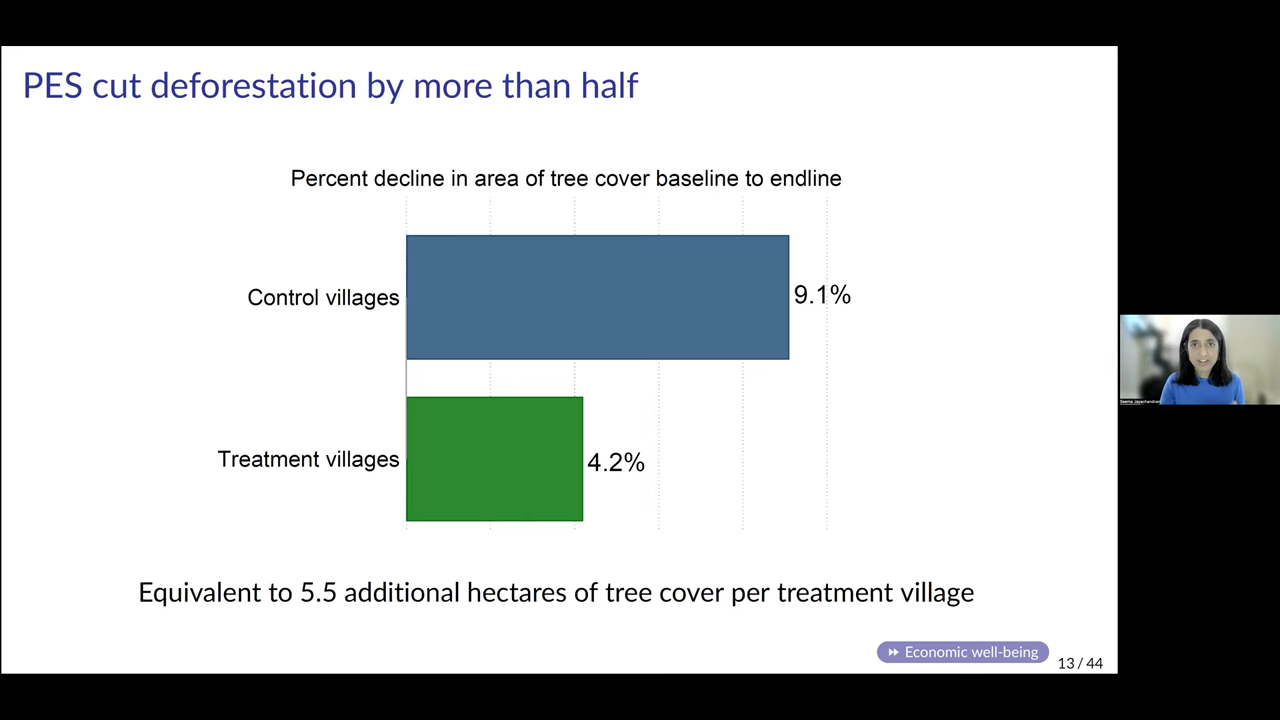 PES cut deforestation by more than half
Percent decline in area of tree cover baseline to endline
Control villages
9.1%
Treatment villages
4.2%
Equivalent to 5.5 additional hectares of tree cover per treatment village
Economic well-being
13 / 44
Seema Jayachandran